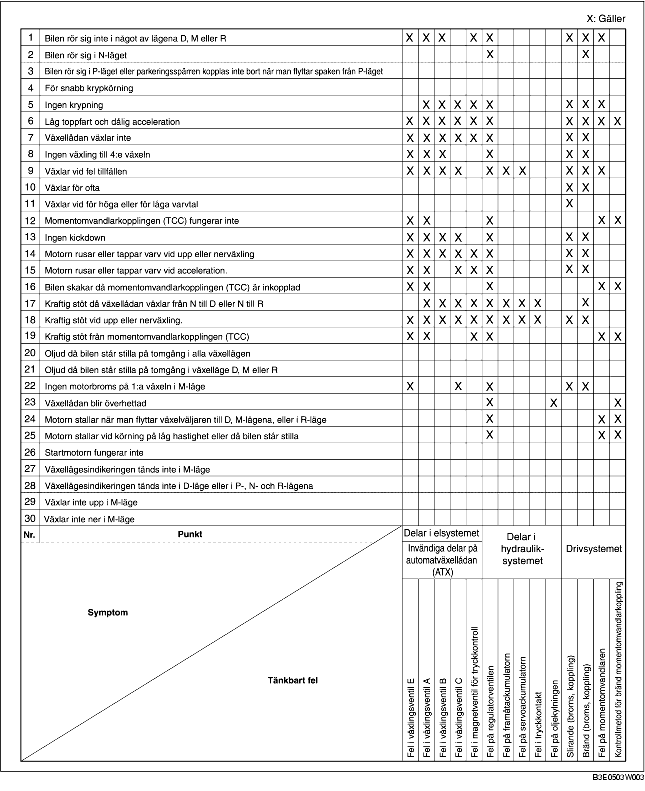 X: Gäller
1 Bilen rör sig inte i något av lägena D, M eller R X X X X X X X X
2 Bilen rör sig i N-läget X X
3 Bilen rör sig i P-läget eller parkeringsspärren kopplas inte bort när man flyttar spaken från P-läget
4 För snabb krypkörning
5 Ingen krypning X X X X X X X X
6 Låg toppfart och dålig acceleration X X X X X X X X X X
7 Växellådan växlar inte X X X X X X X X
8 Ingen växling till 4:e växeln X X X X X X
9 Växlar vid fel tillfällen X X X X X X X X X X
10 Växlar för ofta X X
11 Växlar vid för höga eller för låga varvtal X
12 Momentomvandlarkopplingen (TCC) fungerar inte X X X X X
13 Ingen kickdown X X X X X X X
14 Motorn rusar eller tappar varv vid upp eller nerväxling X X X X X X X X
15 Motorn rusar eller tappar varv vid acceleration. X X X X X X X
16 Bilen skakar då momentomvandlarkopplingen (TCC) är inkopplad X X X X X
17 Kraftig stöt då växellådan växlar från N till D eller N till R X X X X X X X X X
18 Kraftig stöt vid upp eller nerväxling. X X X X X X X X X X X
19 Kraftig stöt från momentomvandlarkopplingen (TCC) X X X X X X
20 Oljud då bilen står stilla på tomgång i alla växellägen
21 Oljud då bilen står stilla på tomgång i växelläge D, M eller R
22 Ingen motorbroms på 1:a växeln i M-läge X X X X X
23 Växellådan blir överhettad X X X
24 Motorn stallar när man flyttar växelväljaren till D, M-lägena, eller i R-läge X X X
25 Motorn stallar vid körning på låg hastighet eller då bilen står stilla X X X
26 Startmotorn fungerar inte
27 Växellägesindikeringen tänds inte i M-läge
28 Växellägesindikeringen tänds inte i D-läge eller i P-, N- och R-lägena
29 Växlar inte upp i M-läge
30 Växlar inte ner i M-läge
Nr. Punkt
Symptom
Tänkbart fel
Delar i elsystemet
Invändiga delar på
automatväxellådan
(ATX)
Delar i
hydraulik-
systemet
Drivsystemet
Fel i växlingsventil E
Fel i växlingsventil A
Fel i växlingsventil B
Fel i växlingsventil C
Fel i magnetventil för tryckkontroll
Fel på regulatorventilen
Fel på framåtackumulatorn
Fel på servoackumulatorn
Fel i tryckkontakt
Fel på oljekylningen
Slirande (broms, koppling)
Bränd (broms, koppling)
Fel på momentomvandlaren
Kontrollmetod för bränd momentomvandlarkoppling
B3E0503W003